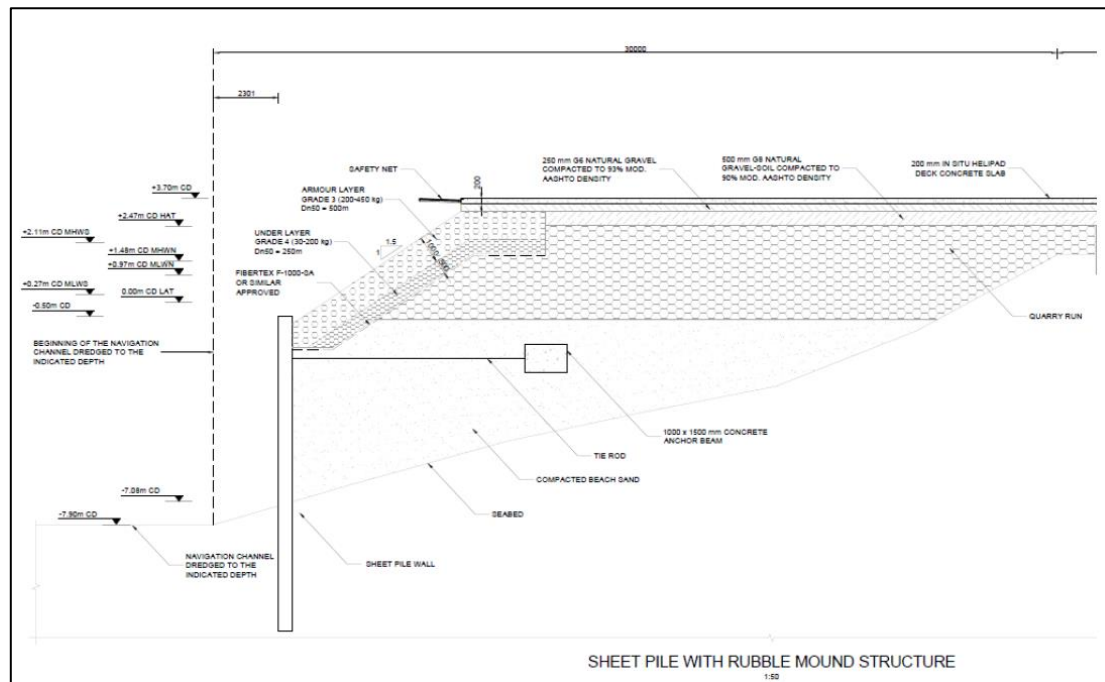 30000
2301
SAFETY NET
250 mm G6 NATURAL GRAVEL
COMPACTED TO 93% MOD.
AASHTO DENSITY
500 mm G8 NATURAL
GRAVEL-SOIL COMPACTED TO
90% MOD. AASHTO DENSITY
200 mm IN SITU HELIPAD
DECK CONCRETE SLAB
200
+3.70m CD
ARMOUR LAYER
GRADE 3 (200-450 kg)
Dn50 = 500m
+2.47m CD HAT
+2.11m CD MHWS
+1.48m CD MHWN
+0.97m CD MLWN
UNDER LAYER
GRADE 4 (30-200 kg)
Dn50 = 250m
1.5
1
1000
500
FIBERTEX F-1000-SA
OR SIMILAR
APPROVED
+0.27m CD MLWS
0.00m CD LAT
-0.50m CD
QUARRY RUN
BEGINNING OF THE NAVIGATION
CHANNEL DREDGED TO THE
INDICATED DEPTH
1000 x 1500 mm CONCRETE
ANCHOR BEAM
TIE ROD
COMPACTED BEACH SAND
SEABED
-7.08m CD
-7.90m CD
NAVIGATION CHANNEL
DREDGED TO THE
INDICATED DEPTH
SHEET PILE WALL
SHEET PILE WITH RUBBLE MOUND STRUCTURE
1:50